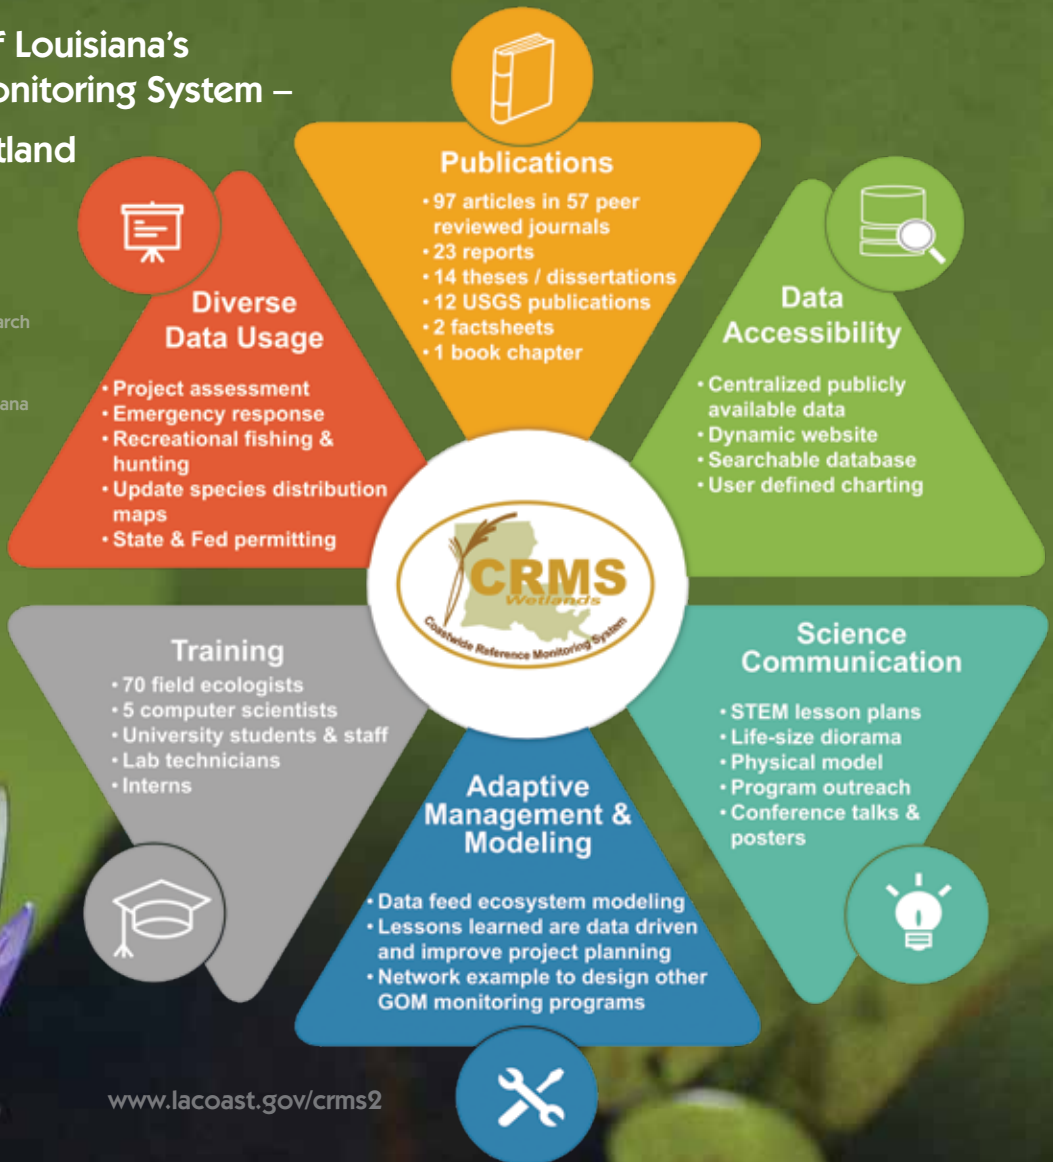 f Louisiana's
onitoring System –
tland
arch
ana
Publications
• 97 articles in 57 peer
reviewed journals
• 23 reports
• 14 theses / dissertations
• 12 USGS publications
• 2 factsheets
• 1 book chapter
Diverse
Data Usage
• Project assessment
• Emergency response
• Recreational fishing &
hunting
• Update species distribution
maps
• State & Fed permitting
Data
Accessibility
• Centralized publicly
available data
• Dynamic website
• Searchable database
• User defined charting
CRMS
Wetlands
Coastwide Reference Monitoring System
Training
• 70 field ecologists
• 5 computer scientists
• University students & staff
• Lab technicians
• Interns
Science
Communication
• STEM lesson plans
• Life-size diorama
• Physical model
• Program outreach
• Conference talks &
posters
Adaptive
Management &
Modeling
• Data feed ecosystem modeling
• Lessons learned are data driven
and improve project planning
• Network example to design other
GOM monitoring programs
www.lacoast.gov/crms2